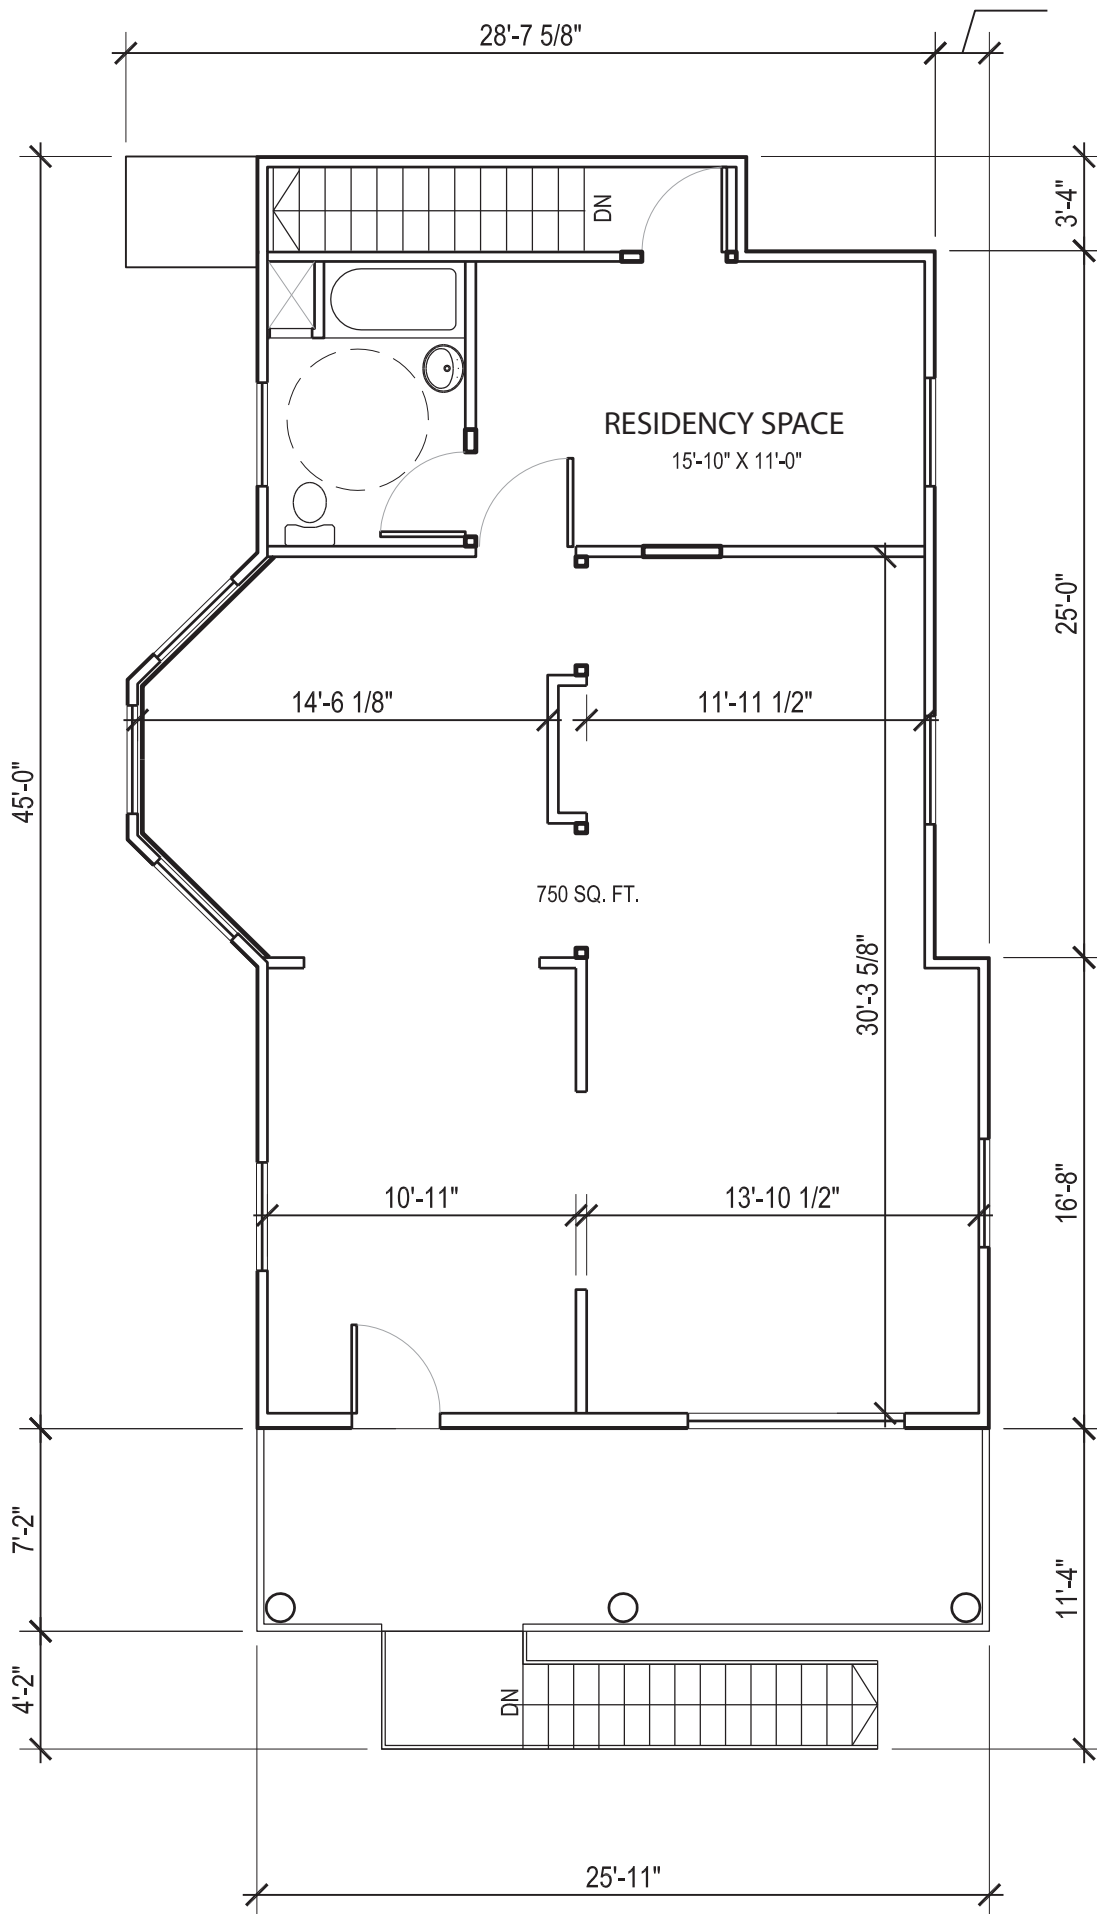 28'-7 5/8"
3'-4"
DN
RESIDENCY SPACE
15'-10" X 11'-0"
25'-0"
14'-6 1/8"
11'-11 1/2"
45'-0"
750 SQ. FT.
30'-3 5/8"
10'-11"
13'-10 1/2"
16'-8"
7'-2"
11'-4"
4'-2"
DN
25'-11"